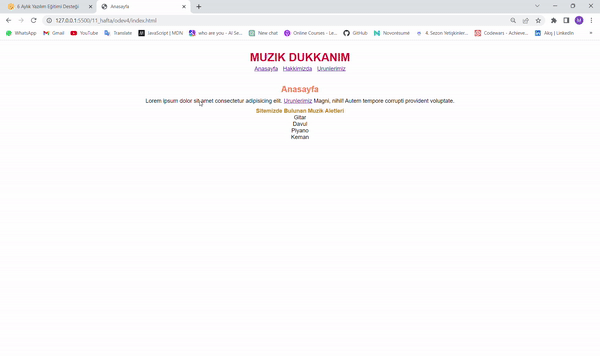 6 Aylık Yazılım Eğitimi Desteği
Anasayfa
127.0.0.1:5500/11_hafta/odev4/index.html
WhatsApp Gmail YouTube Translate JavaScript | MDN who are you - AI Se... New chat Online Courses - Le... GitHub Novoresumé 4. Sezon Yetişkinler... Codewars - Achieve... Akış | LinkedIn
MUZIK DUKKANIM
Anasayfa Hakkimizda Urunlerimiz
Anasayfa
Lorem ipsum dolor sit amet consectetur adipisicing elit. Urunlerimiz Magni, nihil! Autem tempore corrupti provident voluptate.
Sitemizde Bulunan Muzik Aletleri
Gitar
Davul
Piyano
Keman